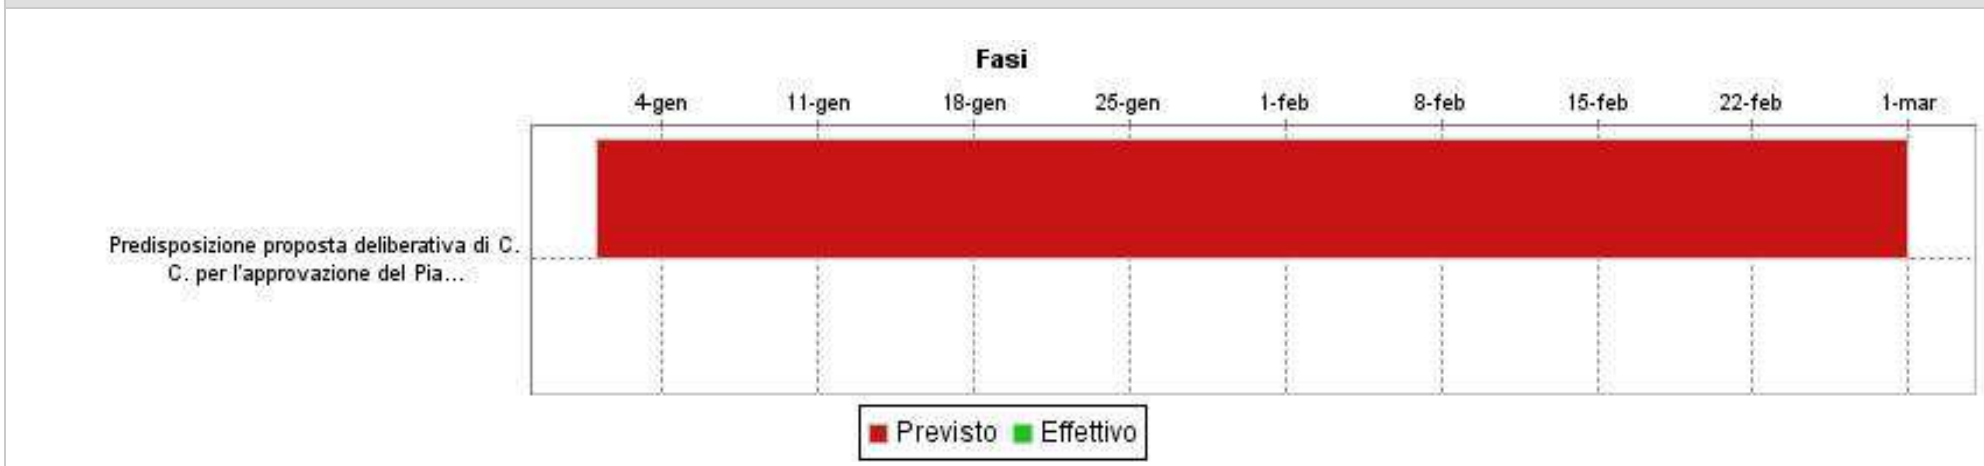 Fasi
4-gen 11-gen 18-gen 25-gen 1-feb 8-feb 15-feb 22-feb 1-mar
Predisposizione proposta deliberativa di C.
C. per l'approvazione del Pia...
Previsto Effettivo